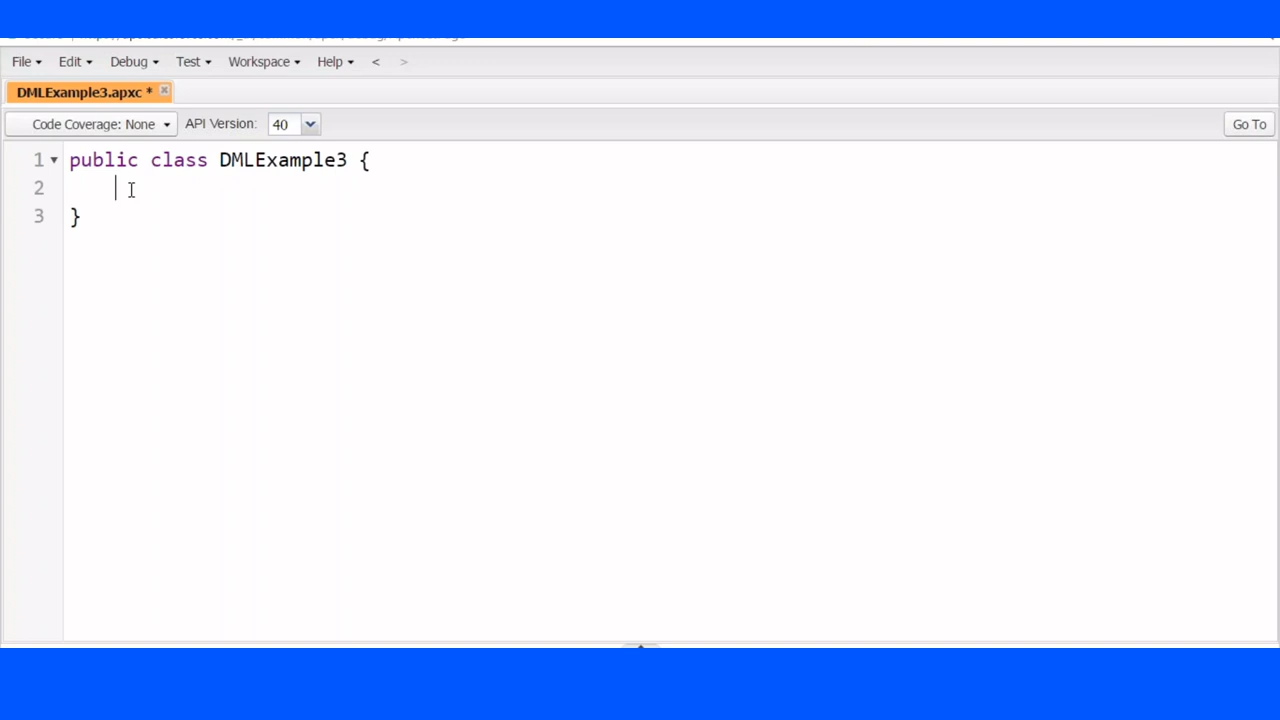 File Edit Debug Test Workspace Help < >
DMLExample3.apxc *
Code Coverage: None API Version: 40 Go To
1 public class DMLExample3 {
2
3 }